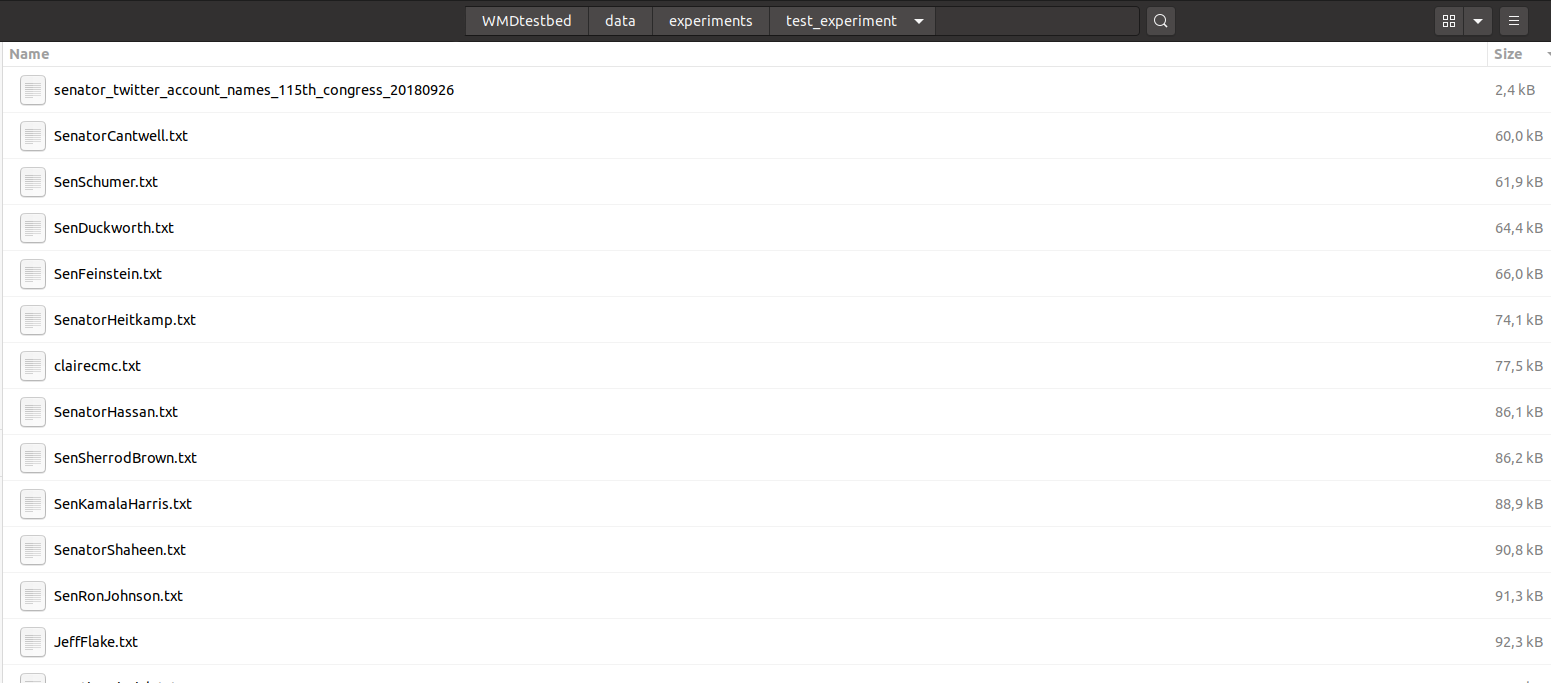 WMDtestbed data experiments test_experiment
Name Size
senator_twitter_account_names_115th_congress_20180926 2,4 kB
SenatorCantwell.txt 60,0 kB
SenSchumer.txt 61,9 kB
SenDuckworth.txt 64,4 kB
SenFeinstein.txt 66,0 kB
SenatorHeitkamp.txt 74,1 kB
clairecmc.txt 77,5 kB
SenatorHassan.txt 86,1 kB
SenSherrodBrown.txt 86,2 kB
SenKamalaHarris.txt 88,9 kB
SenatorShaheen.txt 90,8 kB
SenRonJohnson.txt 91,3 kB
JeffFlake.txt 92,3 kB